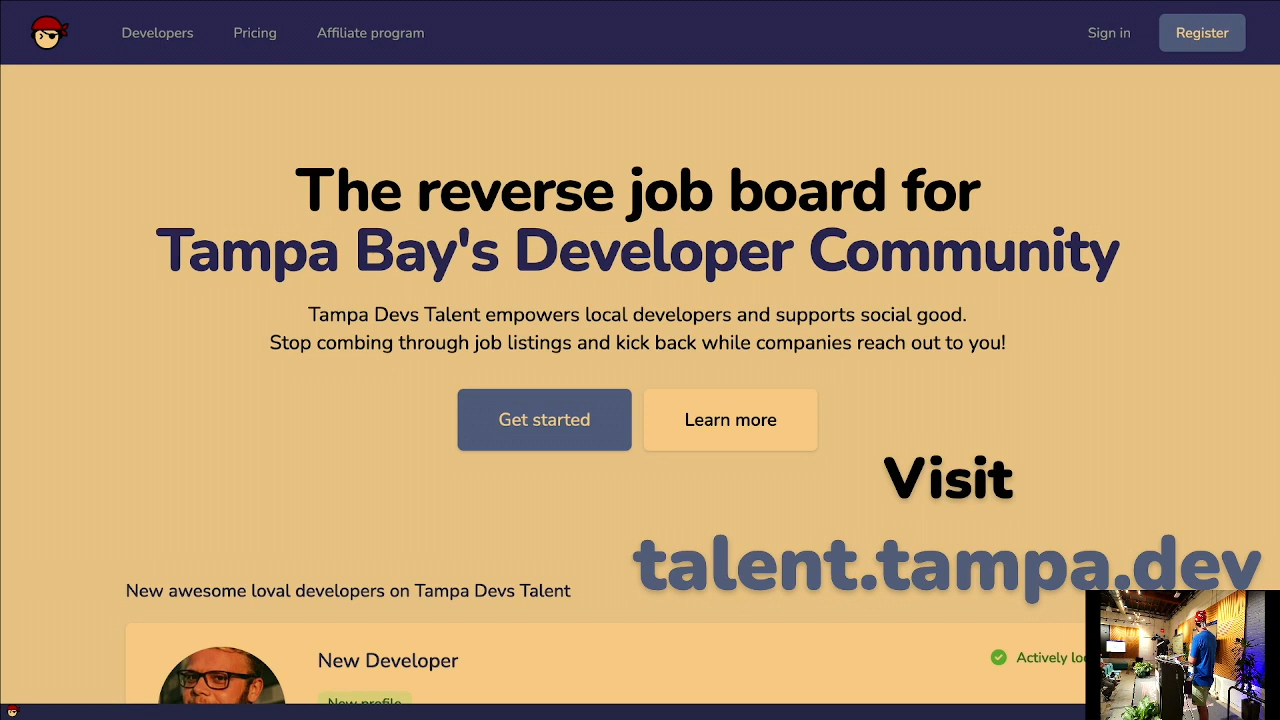 Developers
Pricing
Affiliate program
Sign in
Register
The reverse job board for
Tampa Bay's Developer Community
Tampa Devs Talent empowers local developers and supports social good.
Stop combing through job listings and kick back while companies reach out to you!
Get started
Learn more
Visit
talent.tampa.dev
New awesome loval developers on Tampa Devs Talent
New Developer
Actively
New profile